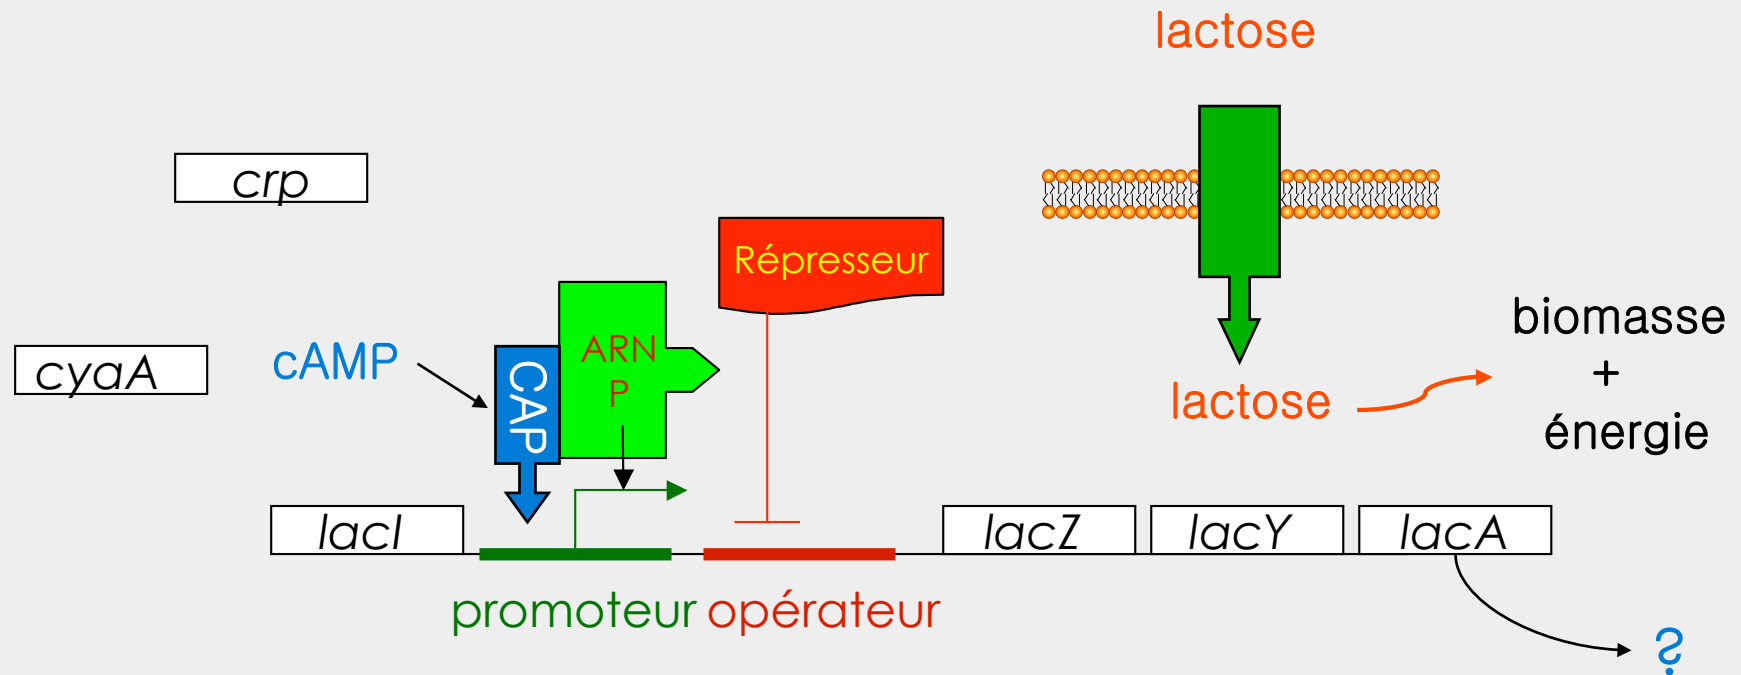 lactose
crp
Répresseur
cyaA
cAMP
CAP
ARN
P
biomasse
+
énergie
lactose
lacI
lacZ
lacY
lacA
promoteur
opérateur
?